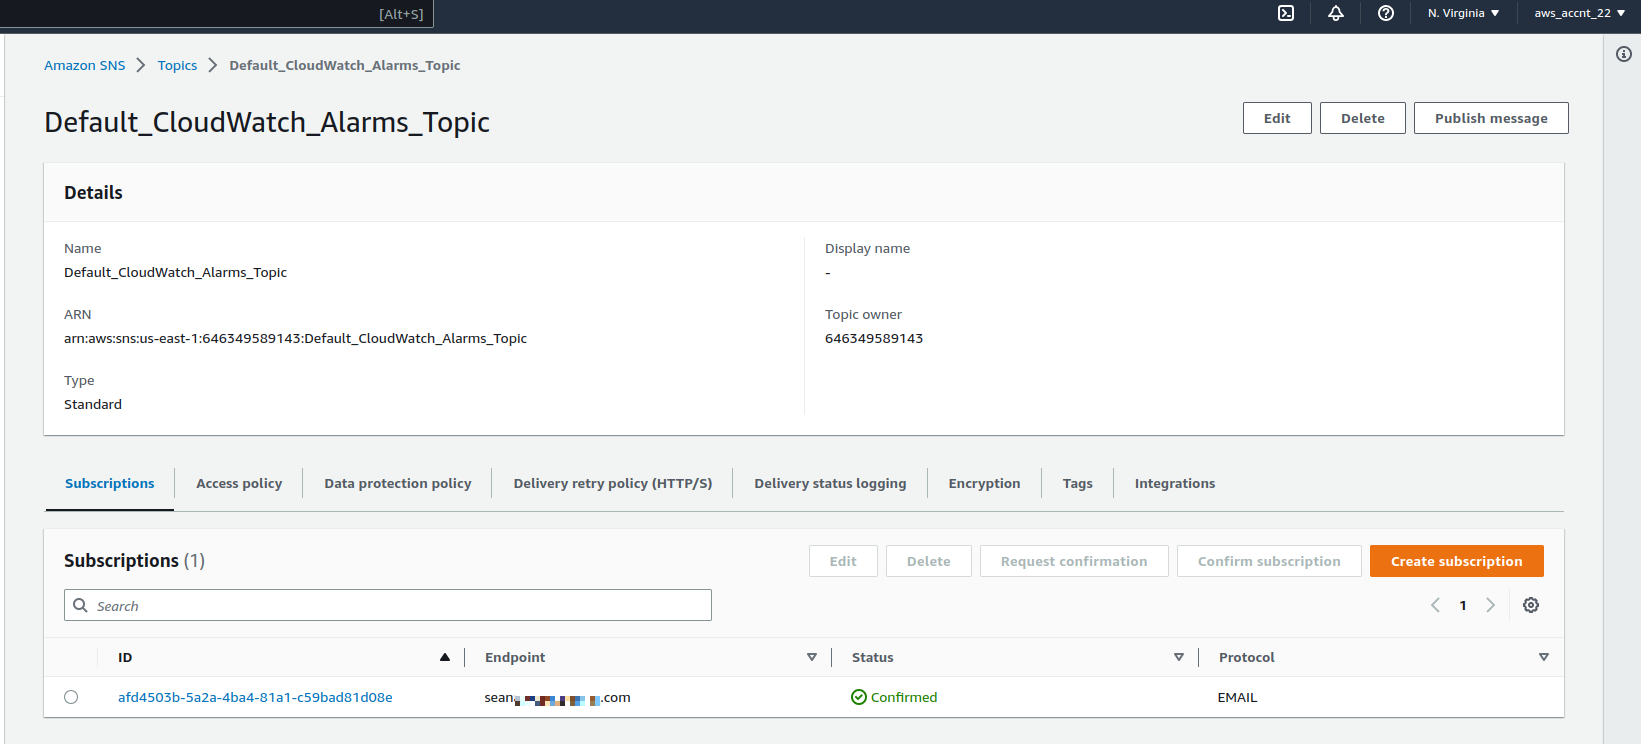 [Alt+S]
N. Virginia
aws_accnt_22
Amazon SNS
Topics
Default_CloudWatch_Alarms_Topic
Default_CloudWatch_Alarms_Topic
Edit
Delete
Publish message
Details
Name
Default_CloudWatch_Alarms_Topic
Display name
-
ARN
arn:aws:sns:us-east-1:646349589143:Default_CloudWatch_Alarms_Topic
Topic owner
646349589143
Type
Standard
Subscriptions
Access policy
Data protection policy
Delivery retry policy (HTTP/S)
Delivery status logging
Encryption
Tags
Integrations
Subscriptions (1)
Edit
Delete
Request confirmation
Confirm subscription
Create subscription
Search
1
ID
Endpoint
Status
Protocol
afd4503b-5a2a-4ba4-81a1-c59bad81d08e
sean .com
Confirmed
EMAIL